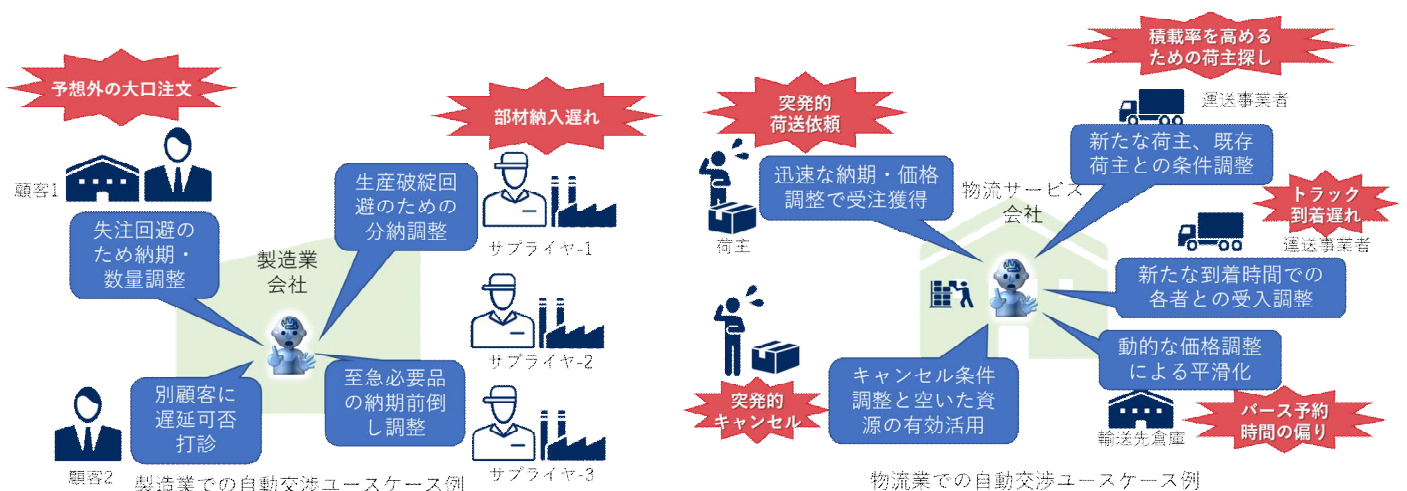 予想外の大口注文
顧客1
失注回避の
ため納期・
数量調整
製造業
会社
生産破綻回
避のための
分納調整
部材納入遅れ
サプライヤ-1
サプライヤ-2
別顧客に
遅延可否
打診
至急必要品
の納期前倒
し調整
顧客2
サプライヤ-3
製造業での自動交渉ユースケース例
積載率を高める
ための荷主探し
運送事業者
突発的
荷送依頼
迅速な納期・価格
調整で受注獲得
新たな荷主、既存
荷主との条件調整
荷主
物流サービス
会社
トラック
到着遅れ
運送事業者
新たな到着時間での
各者との受入調整
動的な価格調整
による平滑化
キャンセル条件
調整と空いた資
源の有効活用
突発的
キャンセル
輸送先倉庫
バース予約
時間の偏り
物流業での自動交渉ユースケース例